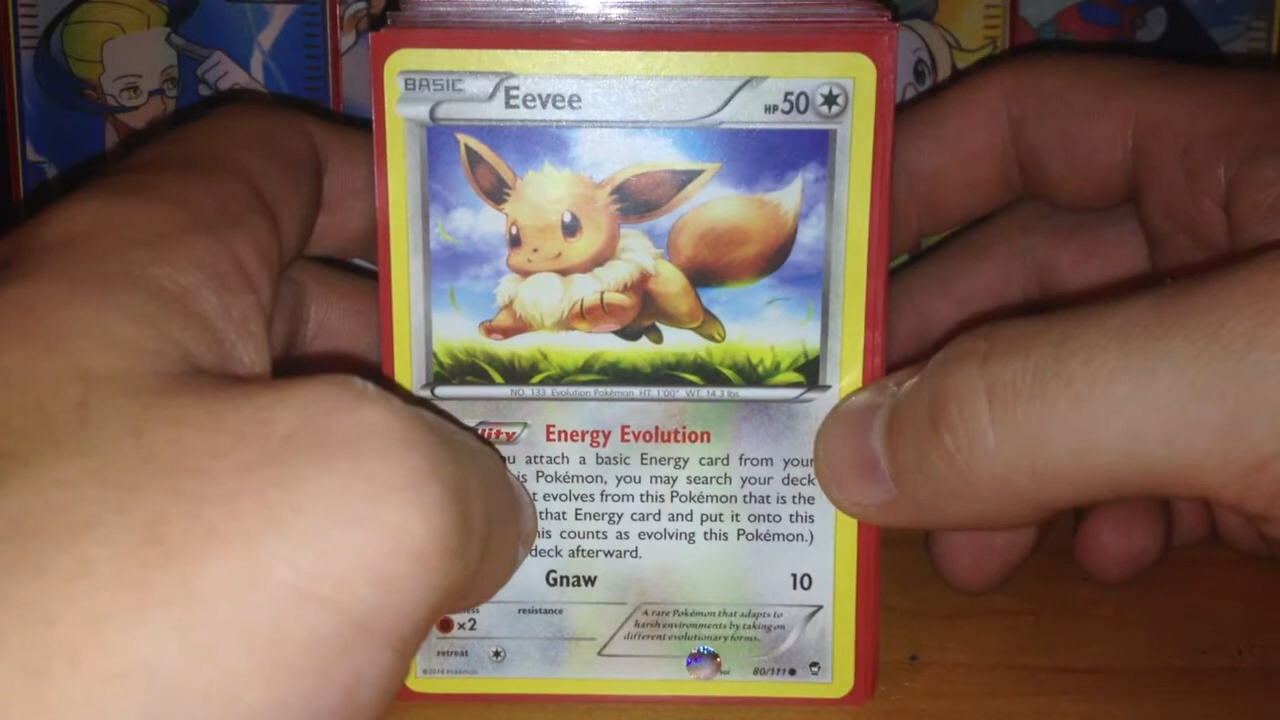 BASIC
Eevee
HP 50
NO. 133 Evolution Pokémon HT. 1'00" WT. 14.3 lbs.
Energy Evolution
attach a basic Energy card from your
is Pokémon, you may search your deck
evolves from this Pokémon that is the
that Energy card and put it onto this
his counts as evolving this Pokémon.)
deck afterward.
Gnaw 10
resistance
×2
A rare Pokémon that adapts to
harsh environments by taking on
different evolutionary forms.
retreat
©2014 Pokémon
80/111